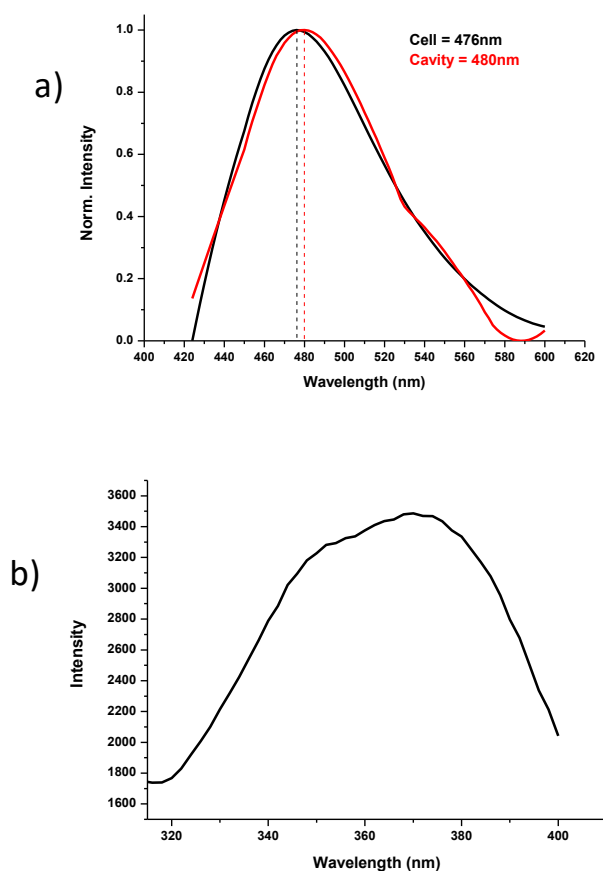 a)
Norm. Intensity
1.0
0.8
0.6
0.4
0.2
0.0
Cell = 476nm
Cavity = 480nm
400 420 440 460 480 500 520 540 560 580 600 620
Wavelength (nm)
b)
Intensity
3600
3400
3200
3000
2800
2600
2400
2200
2000
1800
1600
320 340 360 380 400
Wavelength (nm)